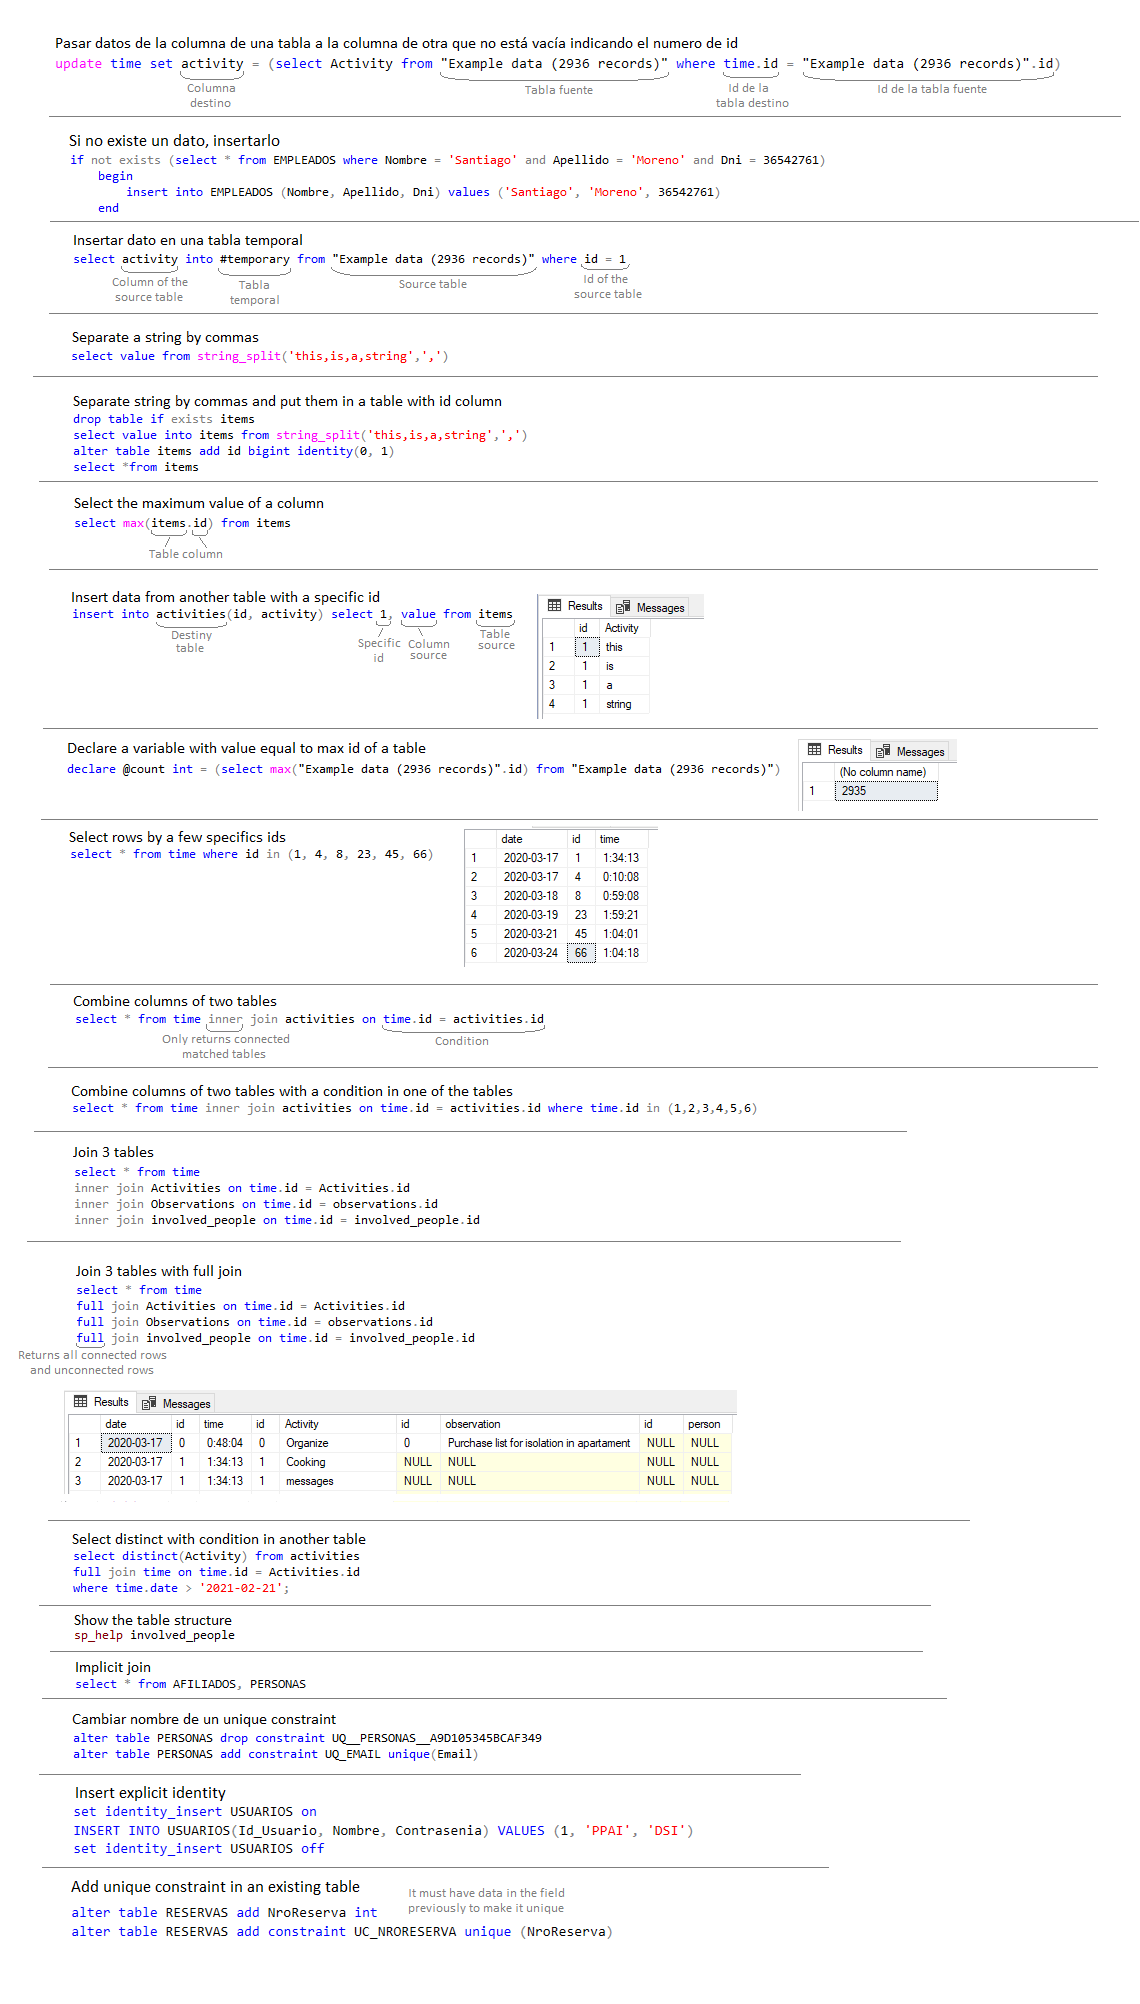 Pasar datos de la columna de una tabla a la columna de otra que no está vacía indicando el numero de id
update time set activity = (select Activity from "Example data (2936 records)" where time.id = "Example data (2936 records)".id)
Columna destino
Tabla fuente
Id de la tabla destino
Id de la tabla fuente
Si no existe un dato, insertarlo
if not exists (select * from EMPLEADOS where Nombre = 'Santiago' and Apellido = 'Moreno' and Dni = 36542761)
begin
insert into EMPLEADOS (Nombre, Apellido, Dni) values ('Santiago', 'Moreno', 36542761)
end
Insertar dato en una tabla temporal
select activity into #temporary from "Example data (2936 records)" where id = 1
Column of the source table
Tabla temporal
Source table
Id of the source table
Separate a string by commas
select value from string_split('this,is,a,string',',')
Separate string by commas and put them in a table with id column
drop table if exists items
select value into items from string_split('this,is,a,string',',')
alter table items add id bigint identity(0, 1)
select *from items
Select the maximum value of a column
select max(items.id) from items
Table column
Insert data from another table with a specific id
insert into activities(id, activity) select 1, value from items
Destiny table
Specific id
Column source
Table source
Results Messages
id Activity
1 1 this
2 1 is
3 1 a
4 1 string
Declare a variable with value equal to max id of a table
declare @count int = (select max("Example data (2936 records)".id) from "Example data (2936 records)")
Results Messages
(No column name)
1 2935
Select rows by a few specifics ids
select * from time where id in (1, 4, 8, 23, 45, 66)
date id time
1 2020-03-17 1 1:34:13
2 2020-03-17 4 0:10:08
3 2020-03-18 8 0:59:08
4 2020-03-19 23 1:59:21
5 2020-03-21 45 1:04:01
6 2020-03-24 66 1:04:18
Combine columns of two tables
select * from time inner join activities on time.id = activities.id
Only returns connected matched tables
Condition
Combine columns of two tables with a condition in one of the tables
select * from time inner join activities on time.id = activities.id where time.id in (1,2,3,4,5,6)
Join 3 tables
select * from time
inner join Activities on time.id = Activities.id
inner join Observations on time.id = observations.id
inner join involved_people on time.id = involved_people.id
Join 3 tables with full join
select * from time
full join Activities on time.id = Activities.id
full join Observations on time.id = observations.id
full join involved_people on time.id = involved_people.id
Returns all connected rows
and unconnected rows
Results Messages
date id time id Activity id observation id person
1 2020-03-17 0 0:48:04 0 Organize 0 Purchase list for isolation in apartament NULL NULL
2 2020-03-17 1 1:34:13 1 Cooking NULL NULL NULL NULL
3 2020-03-17 1 1:34:13 1 messages NULL NULL NULL NULL
Select distinct with condition in another table
select distinct(Activity) from activities
full join time on time.id = Activities.id
where time.date > '2021-02-21';
Show the table structure
sp_help involved_people
Implicit join
select * from AFILIADOS, PERSONAS
Cambiar nombre de un unique constraint
alter table PERSONAS drop constraint UQ__PERSONAS__A9D105345BCAF349
alter table PERSONAS add constraint UQ_EMAIL unique(Email)
Insert explicit identity
set identity_insert USUARIOS on
INSERT INTO USUARIOS(Id_Usuario, Nombre, Contrasenia) VALUES (1, 'PPAI', 'DSI')
set identity_insert USUARIOS off
Add unique constraint in an existing table
It must have data in the field
previously to make it unique
alter table RESERVAS add NroReserva int
alter table RESERVAS add constraint UC_NRORESERVA unique (NroReserva)